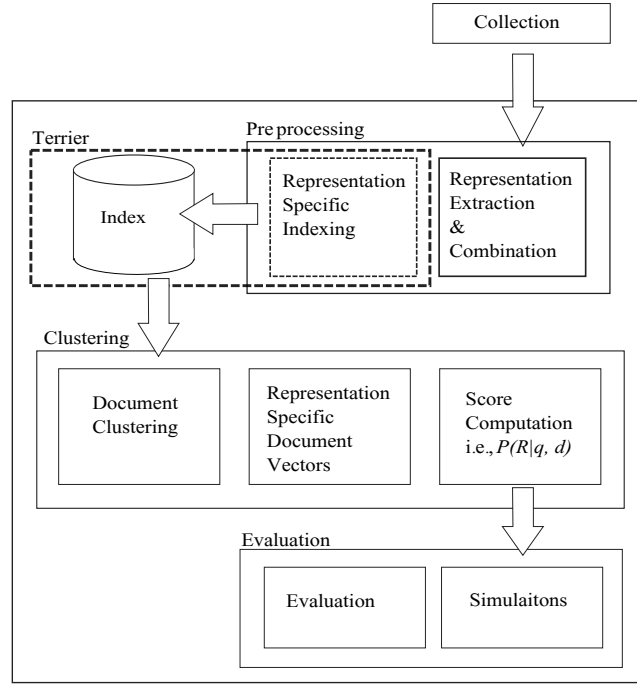 Collection
Pre processing
Terrier
Index
Representation
Specific
Indexing
Representation
Extraction
&
Combination
Clustering
Document
Clustering
Representation
Specific
Document
Vectors
Score
Computation
i.e., P(R|q, d)
Evaluation
Evaluation
Simulaitons